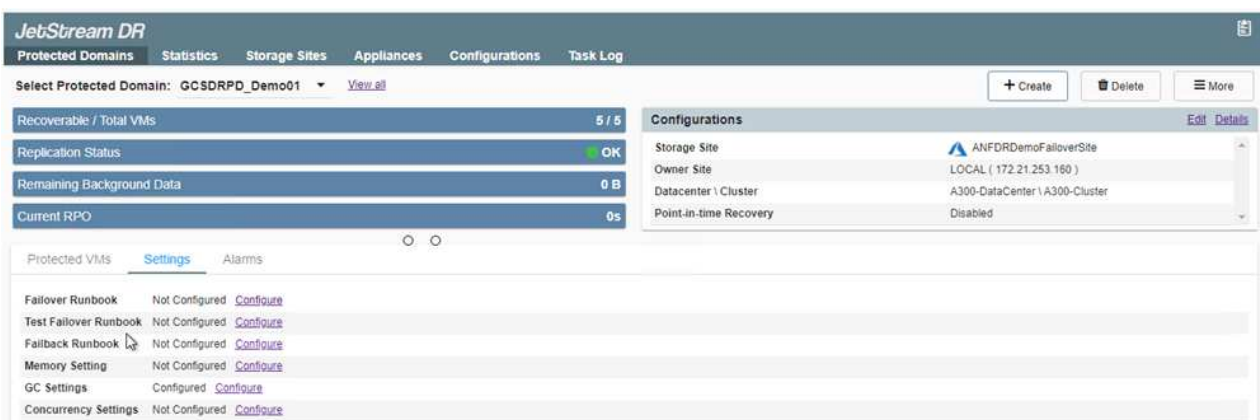 JetStream DR
Protected Domains Statistics Storage Sites Appliances Configurations Task Log
Select Protected Domain: GCSDRPD_Demo01 View all + Create Delete More
Recoverable / Total VMs 5 / 5
Replication Status OK
Remaining Background Data 0 B
Current RPO 0s
Configurations Edit Details
Storage Site ANFDRDemoFailoverSite
Owner Site LOCAL ( 172.21.253.160 )
Datacenter \ Cluster A300-DataCenter \ A300-Cluster
Point-in-time Recovery Disabled
Protected VMs Settings Alarms
Failover Runbook Not Configured Configure
Test Failover Runbook Not Configured Configure
Failback Runbook Not Configured Configure
Memory Setting Not Configured Configure
GC Settings Configured Configure
Concurrency Settings Not Configured Configure